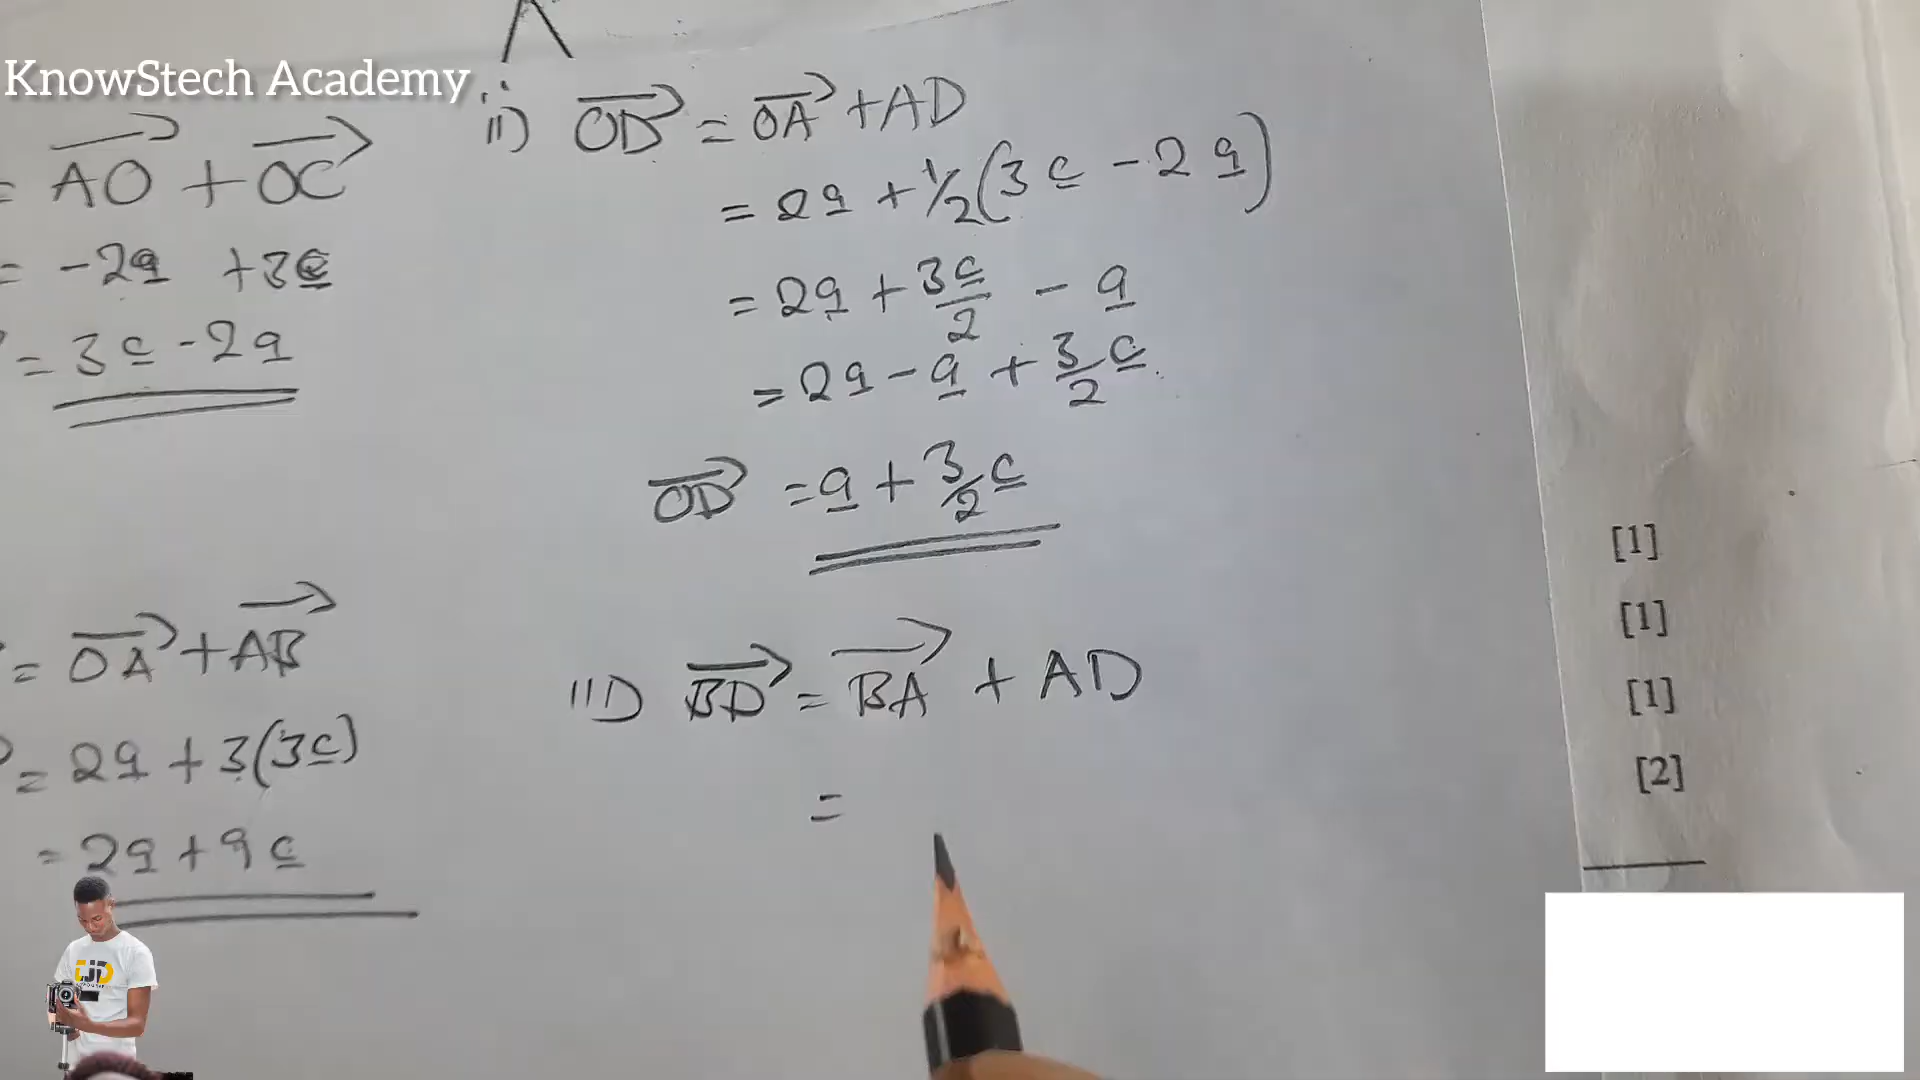 KnowStech Academy
= AO + OC
= -2a + 3c
= 3c - 2a
= OA + AB
= 2a + 3(3c)
= 2a + 9c
ii) OD = OA + AD
= 2a + 1/2(3c - 2a)
= 2a + 3c/2 - a
= 2a - a + 3/2 c
OD = a + 3/2 c
iii) BD = BA + AD
=
[1]
[1]
[1]
[2]